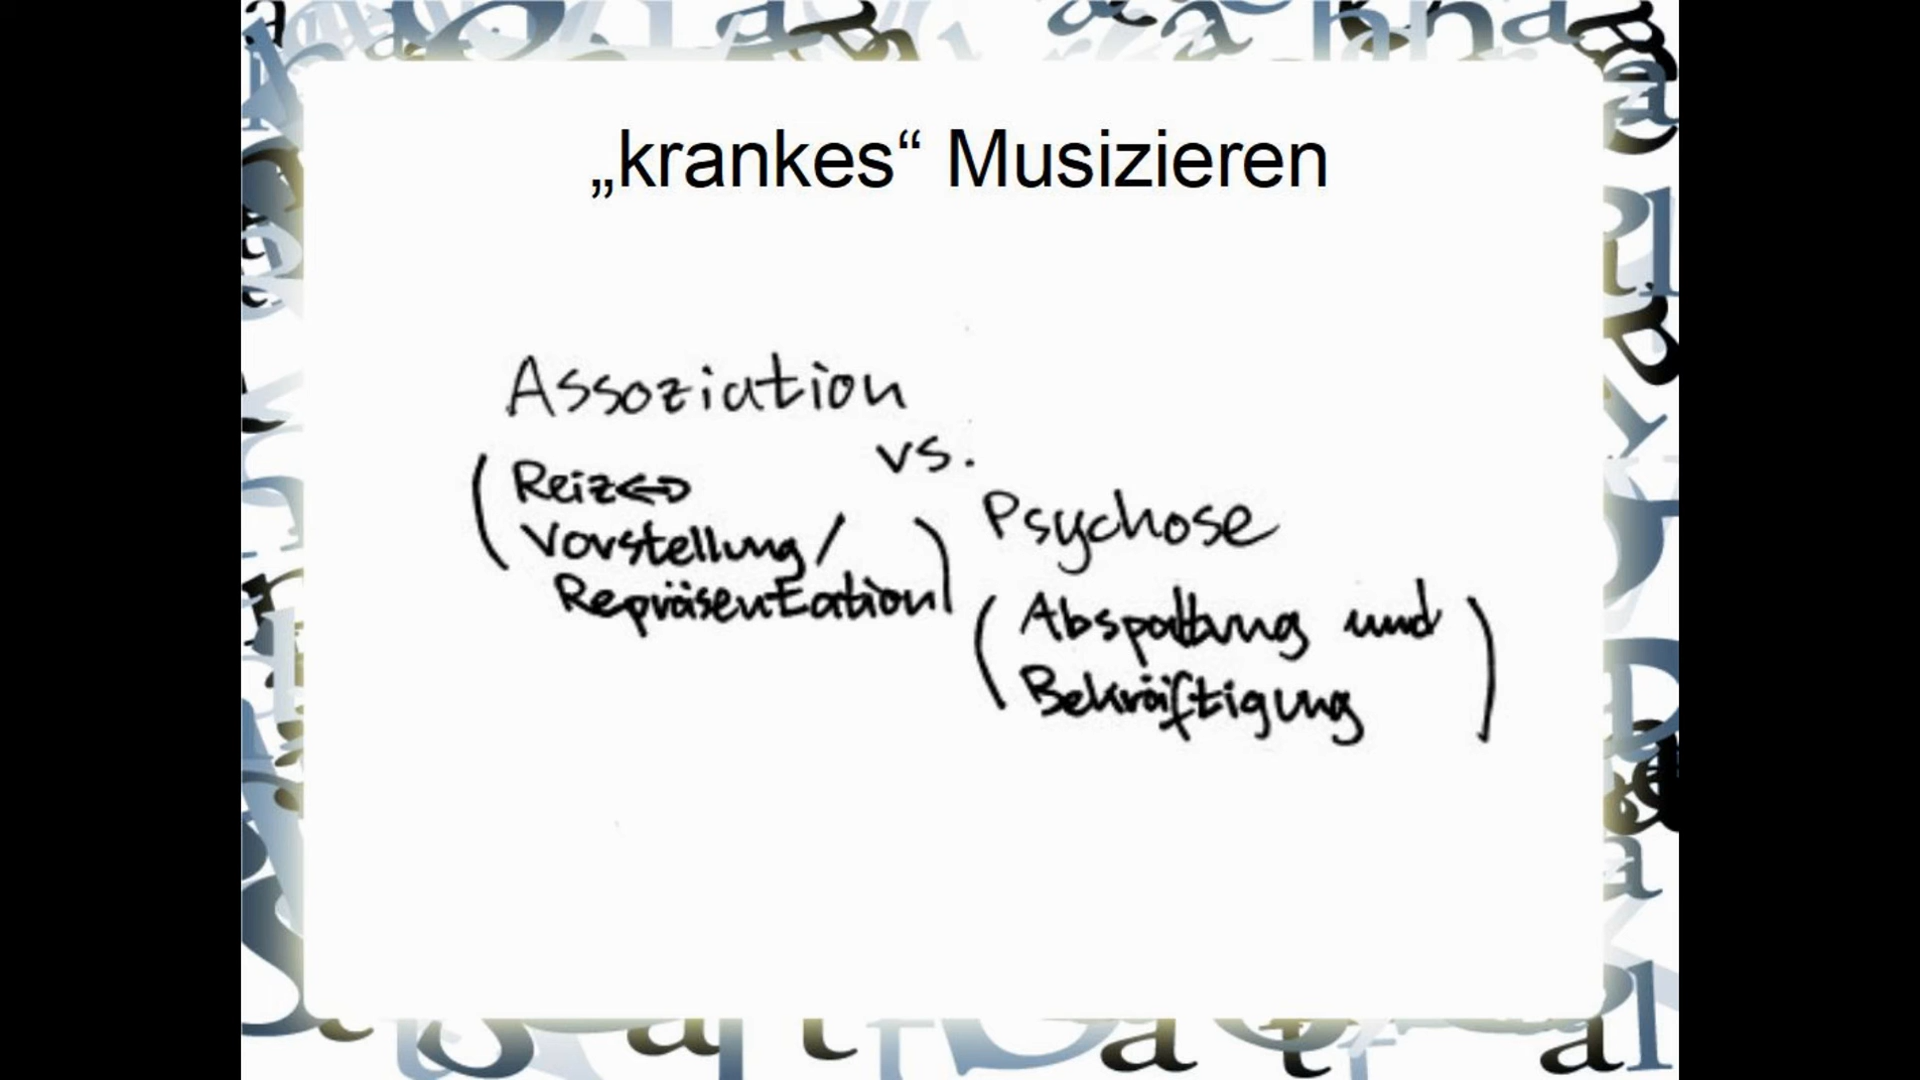 „krankes“ Musizieren
Assoziation
vs.
(Reiz⇔
Vorstellung/
Repräsentation)
Psychose
(Abspaltung und
Bekräftigung)